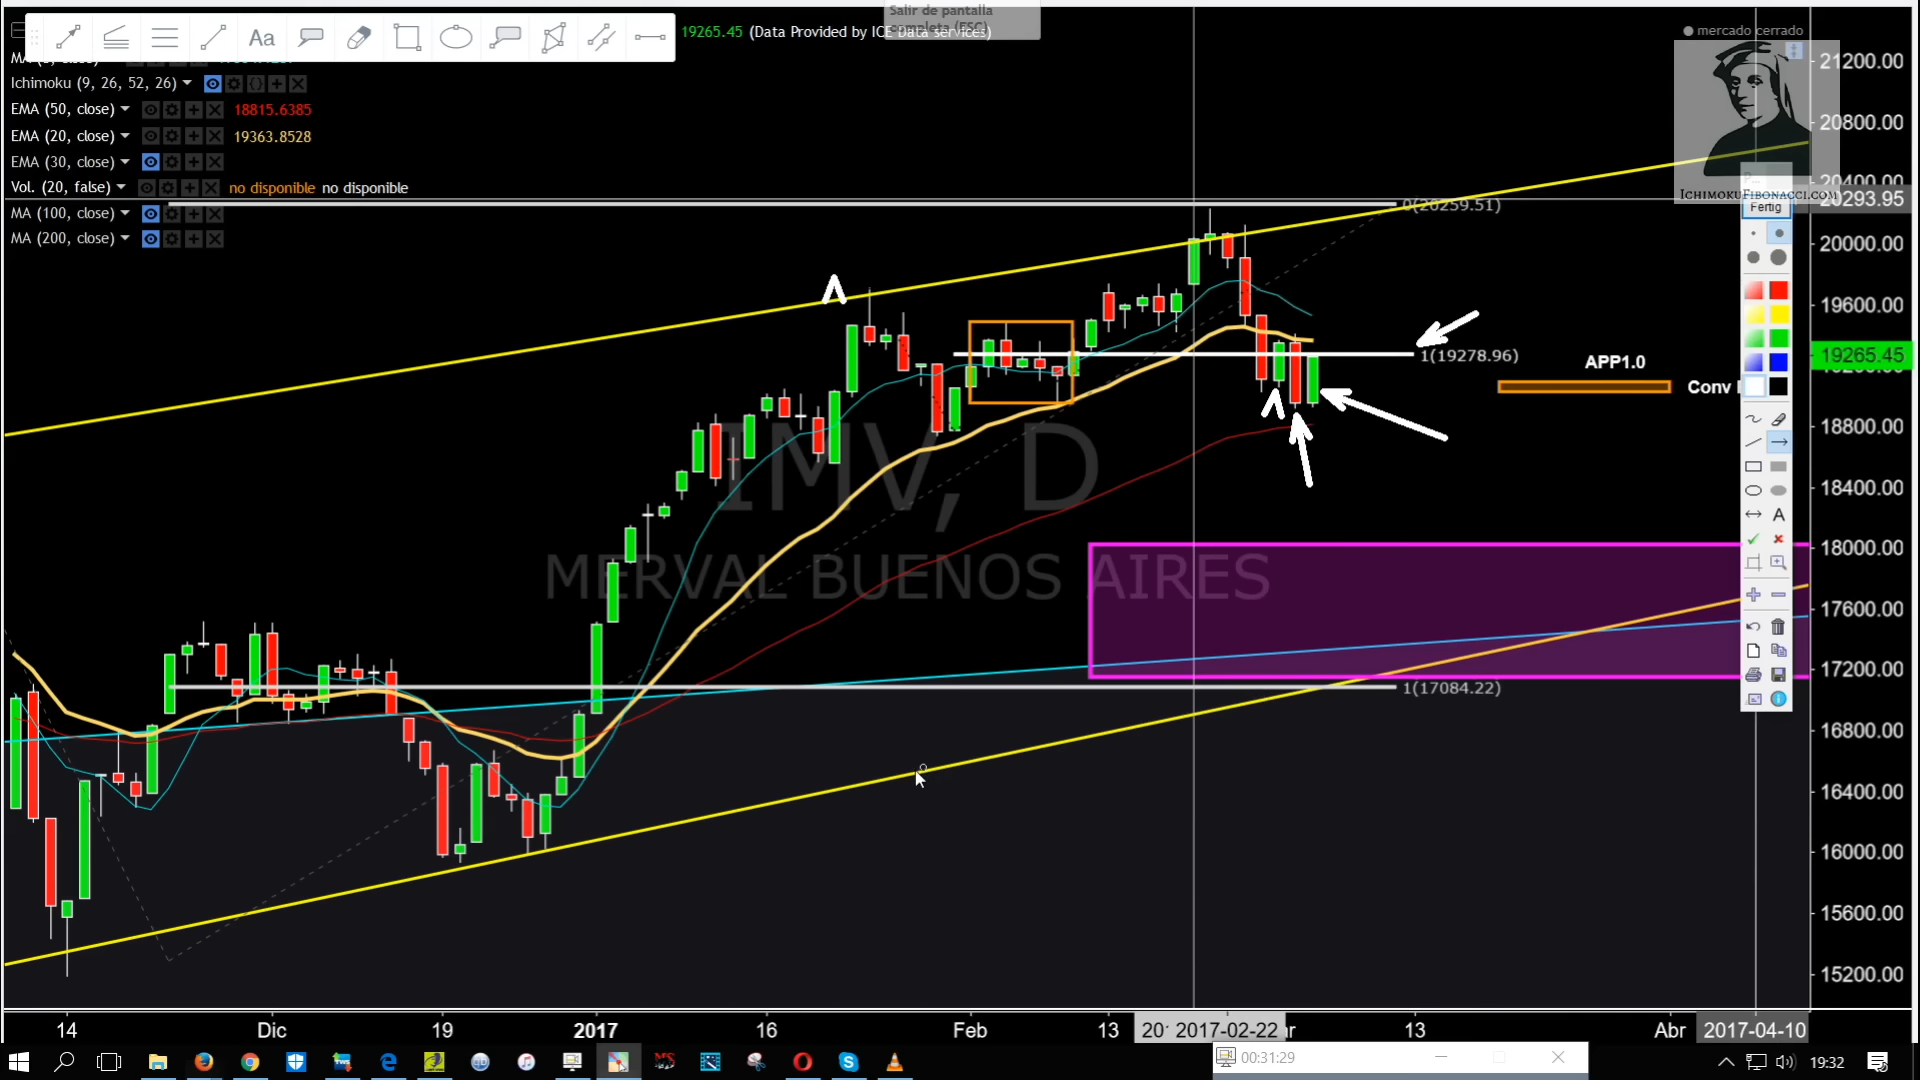 Salir de pantalla
completa (ESC)
Aa
19265.45 (Data Provided by ICE Data services)
mercado cerrado
Ichimoku (9, 26, 52, 26)
EMA (50, close) 18815.6385
EMA (20, close) 19363.8528
EMA (30, close)
Vol. (20, false) no disponible no disponible
MA (100, close)
MA (200, close)
ICHIMOKUFIBONACCI.COM
Fertig
A
0(20259.51)
1(19278.96)
1(17084.22)
APP1.0
Conv
IMV, D
MERVAL BUENOS AIRES
21200.00
20800.00
20400.00
20293.95
20000.00
19600.00
19265.45
18800.00
18400.00
18000.00
17600.00
17200.00
16800.00
16400.00
16000.00
15600.00
15200.00
14 Dic 19 2017 16 Feb 13 20 2017-02-22 13 Abr 2017-04-10
00:31:29
19:32